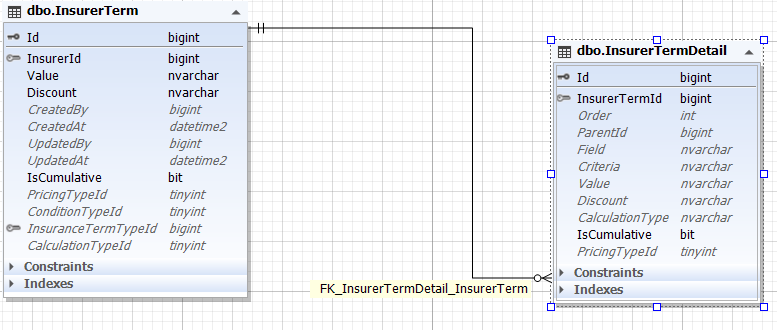 dbo.InsurerTerm
Id bigint
InsurerId bigint
Value nvarchar
Discount nvarchar
CreatedBy bigint
CreatedAt datetime2
UpdatedBy bigint
UpdatedAt datetime2
IsCumulative bit
PricingTypeId tinyint
ConditionTypeId tinyint
InsuranceTermTypeId bigint
CalculationTypeId tinyint
Constraints
Indexes
FK_InsurerTermDetail_InsurerTerm
dbo.InsurerTermDetail
Id bigint
InsurerTermId bigint
Order int
ParentId bigint
Field nvarchar
Criteria nvarchar
Value nvarchar
Discount nvarchar
CalculationType nvarchar
IsCumulative bit
PricingTypeId tinyint
Constraints
Indexes